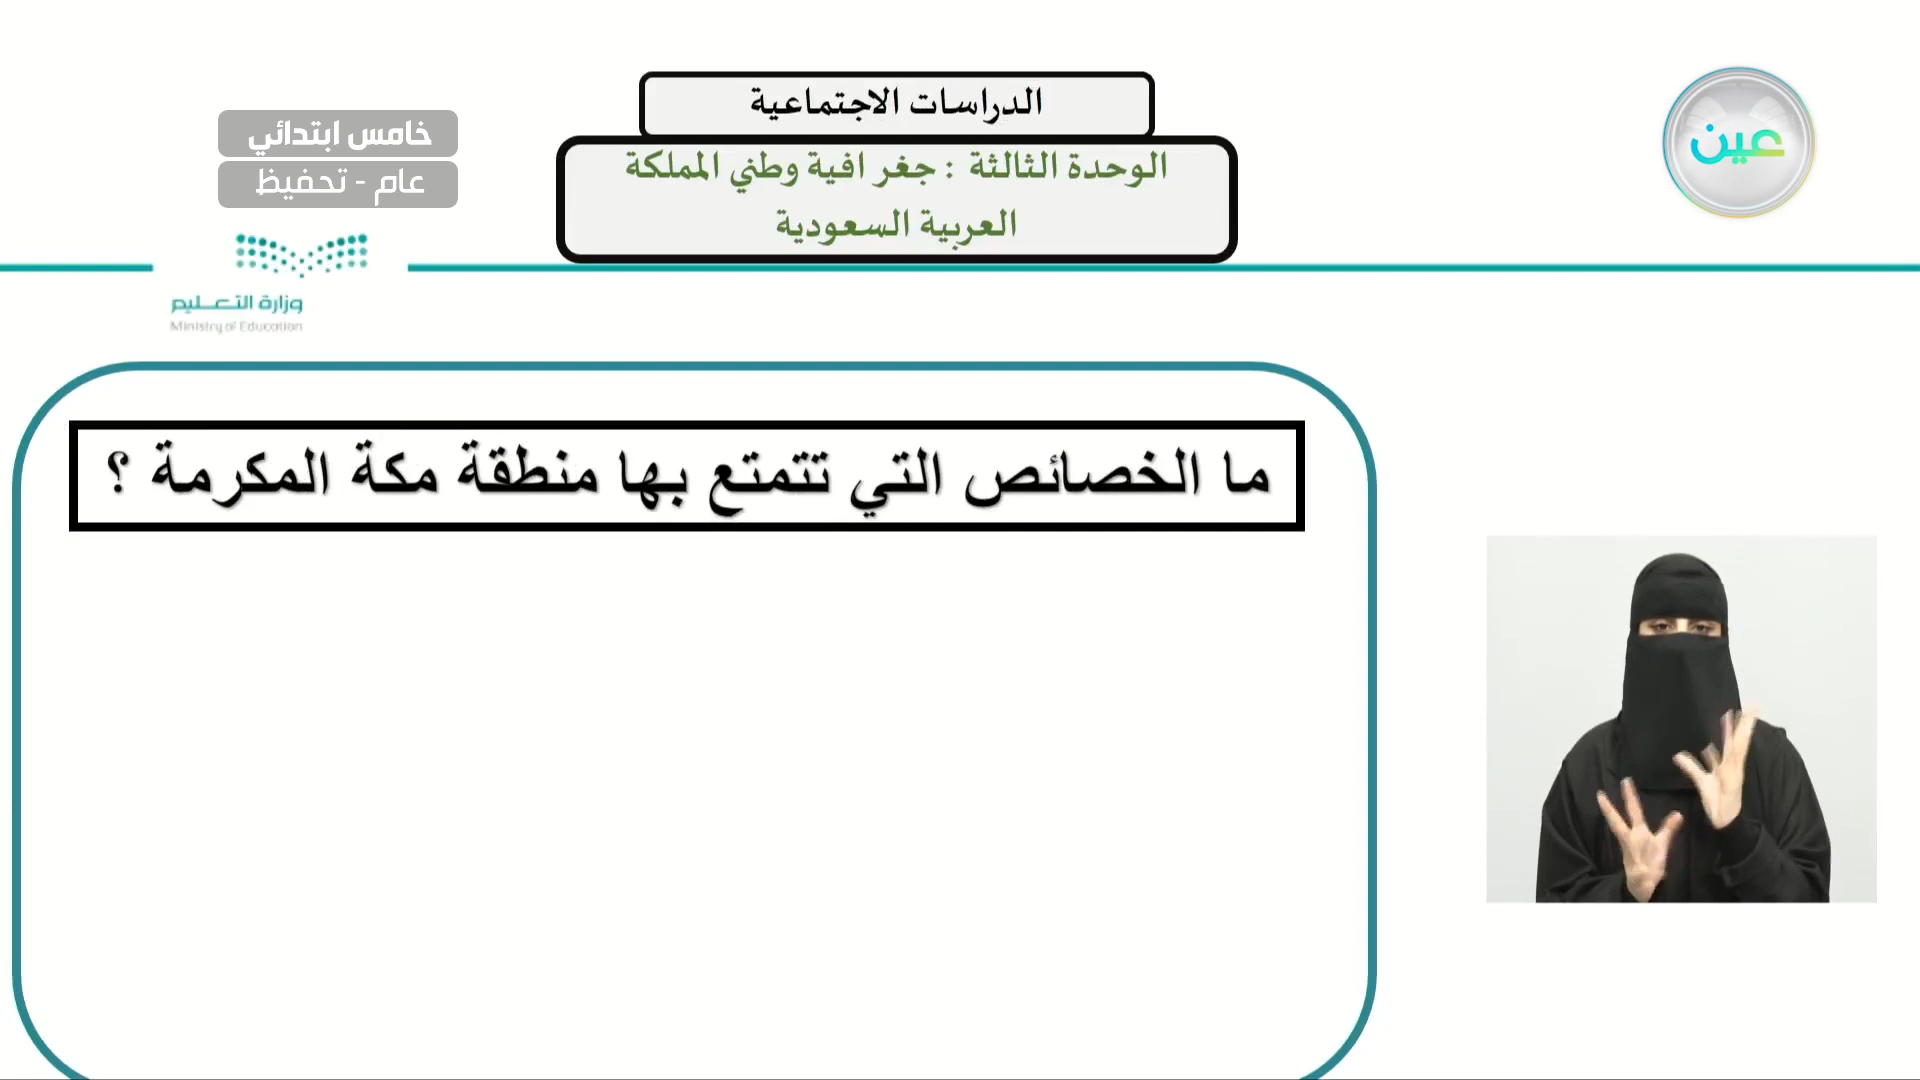 الدراسات الاجتماعية
الوحدة الثالثة : جغرافية وطني المملكة
العربية السعودية
عين
خامس ابتدائي
عام - تحفيظ
وزارة التعليم
Ministry of Education
ما الخصائص التي تتمتع بها منطقة مكة المكرمة ؟